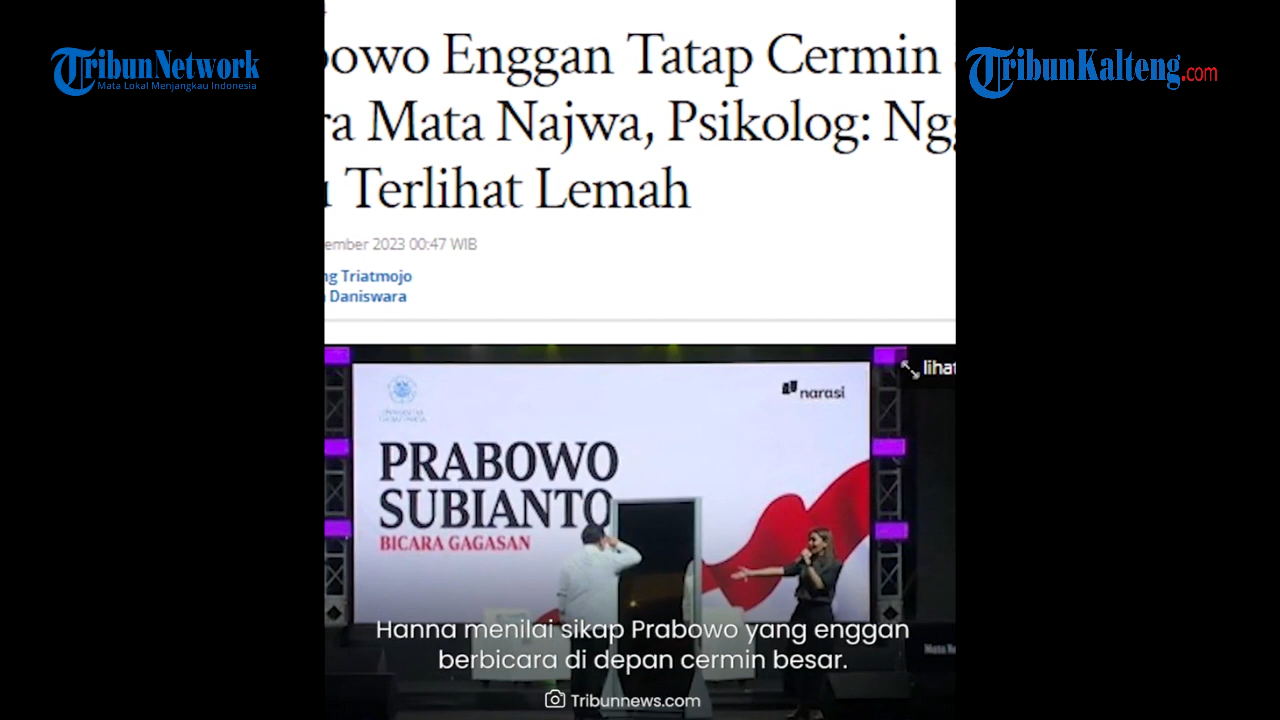 TribunNetwork
Mata Lokal Menjangkau Indonesia
TribunKalteng.com
bowo Enggan Tatap Cermin
ra Mata Najwa, Psikolog: Ngg
Terlihat Lemah
ember 2023 00:47 WIB
ng Triatmojo
Daniswara
lihat
narasi
PRABOWO
SUBIANTO
BICARA GAGASAN
Hanna menilai sikap Prabowo yang enggan
berbicara di depan cermin besar.
Tribunnews.com